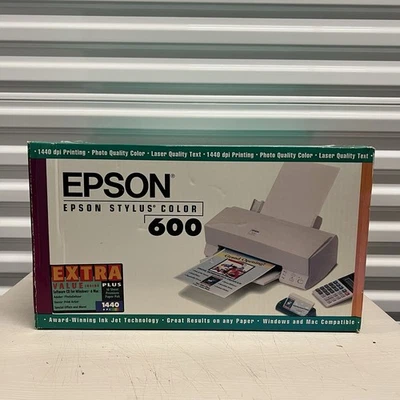 • 1440 dpi Printing • Photo Quality Color • Laser Quality Text • 1440 dpi Printing • Photo Quality Color • Laser Quality Text •
EPSON®
EPSON STYLUS® COLOR
600
EXTRA
VALUE INSIDE
PLUS
1440
• Award-Winning Ink Jet Technology • Great Results on any Paper • Windows and Mac Compatible •